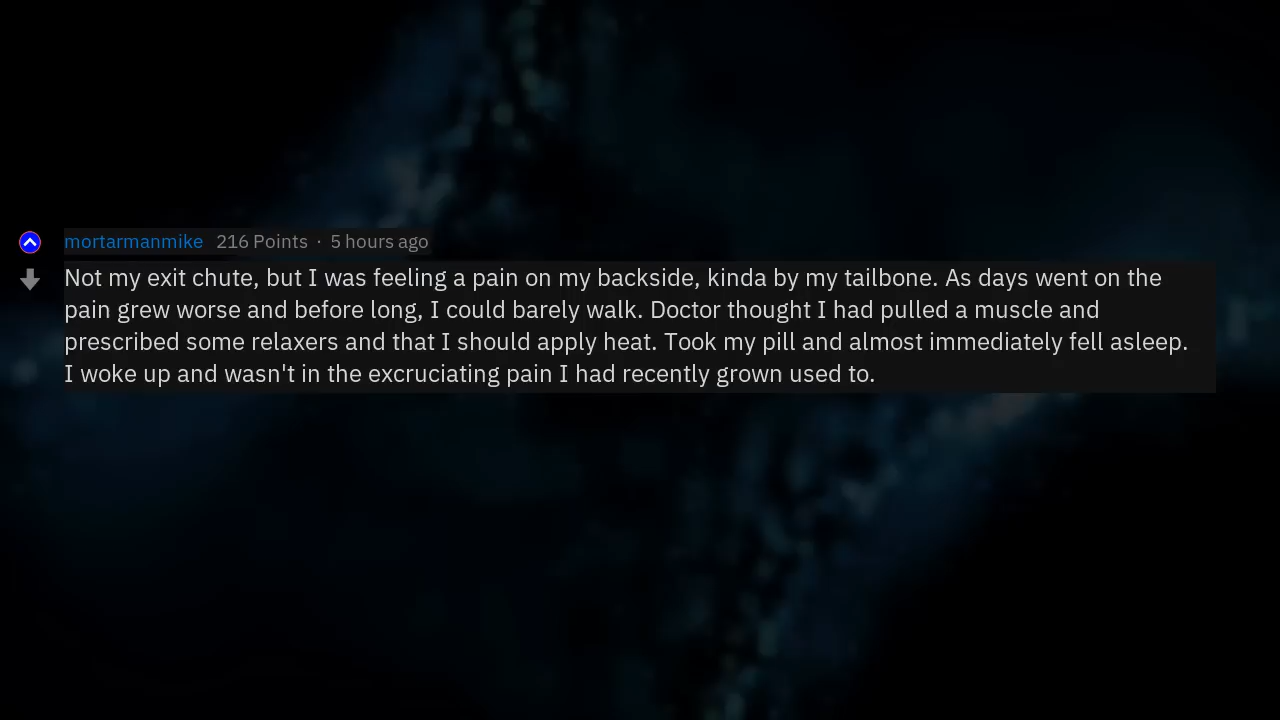 mortarmanmike 216 Points · 5 hours ago
Not my exit chute, but I was feeling a pain on my backside, kinda by my tailbone. As days went on the
pain grew worse and before long, I could barely walk. Doctor thought I had pulled a muscle and
prescribed some relaxers and that I should apply heat. Took my pill and almost immediately fell asleep.
I woke up and wasn't in the excruciating pain I had recently grown used to.